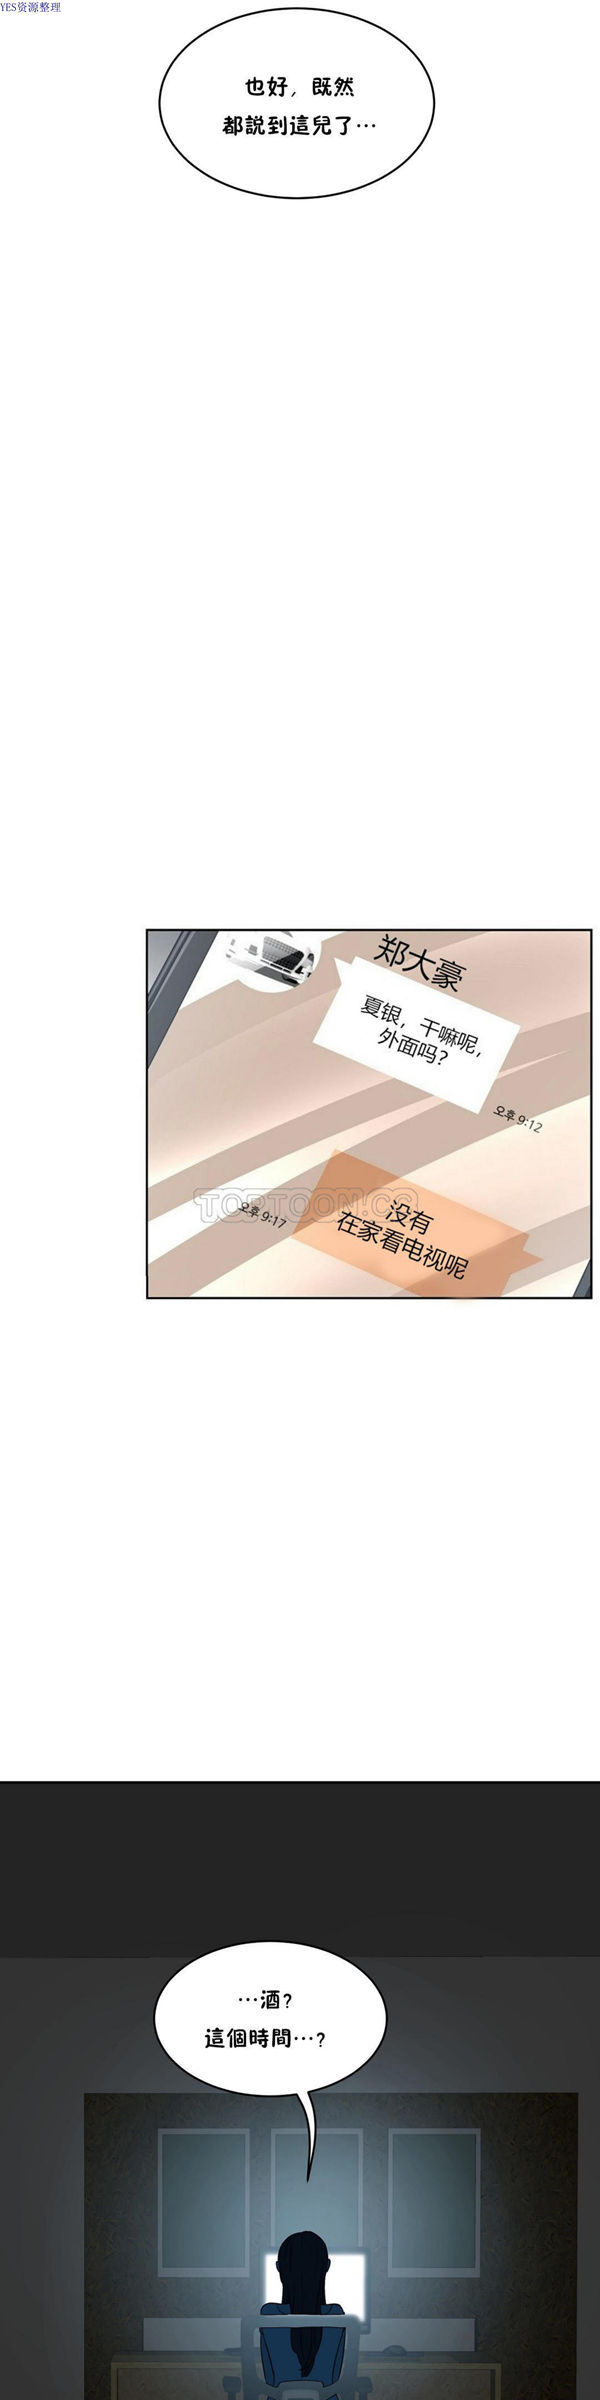 YES资源整理
也好，既然
都說到這兒了…
郑大豪
夏银，干嘛呢，
外面吗？
오후 9:12
TOPTOON.CC
오후 9:17
没有
在家看电视呢
…酒？
這個時間…？